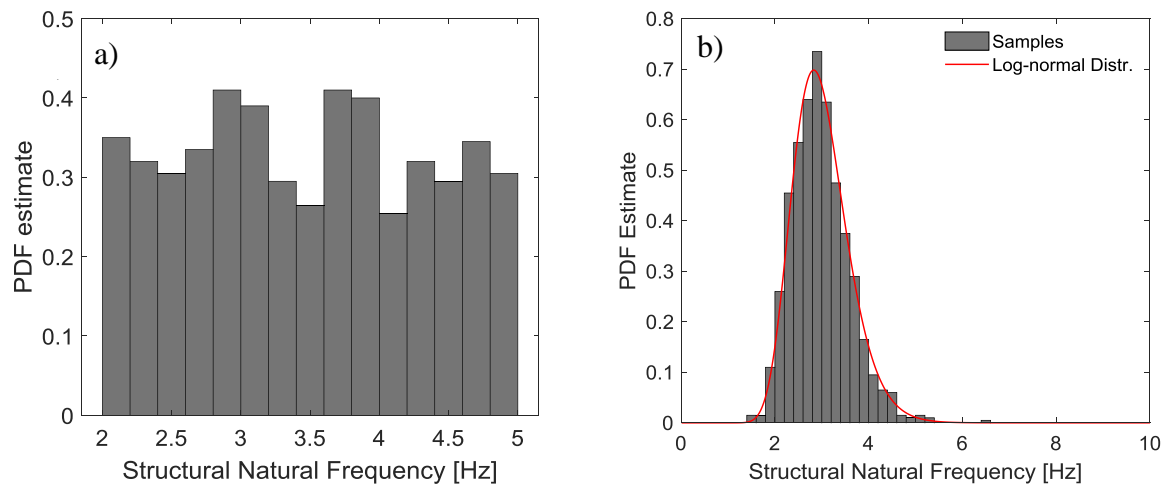 a)
0.5
0.4
0.3
0.2
0.1
0
PDF estimate
2 2.5 3 3.5 4 4.5 5
Structural Natural Frequency [Hz]
b)
0.8
0.7
0.6
0.5
0.4
0.3
0.2
0.1
0
PDF Estimate
Samples
Log-normal Distr.
0 2 4 6 8 10
Structural Natural Frequency [Hz]